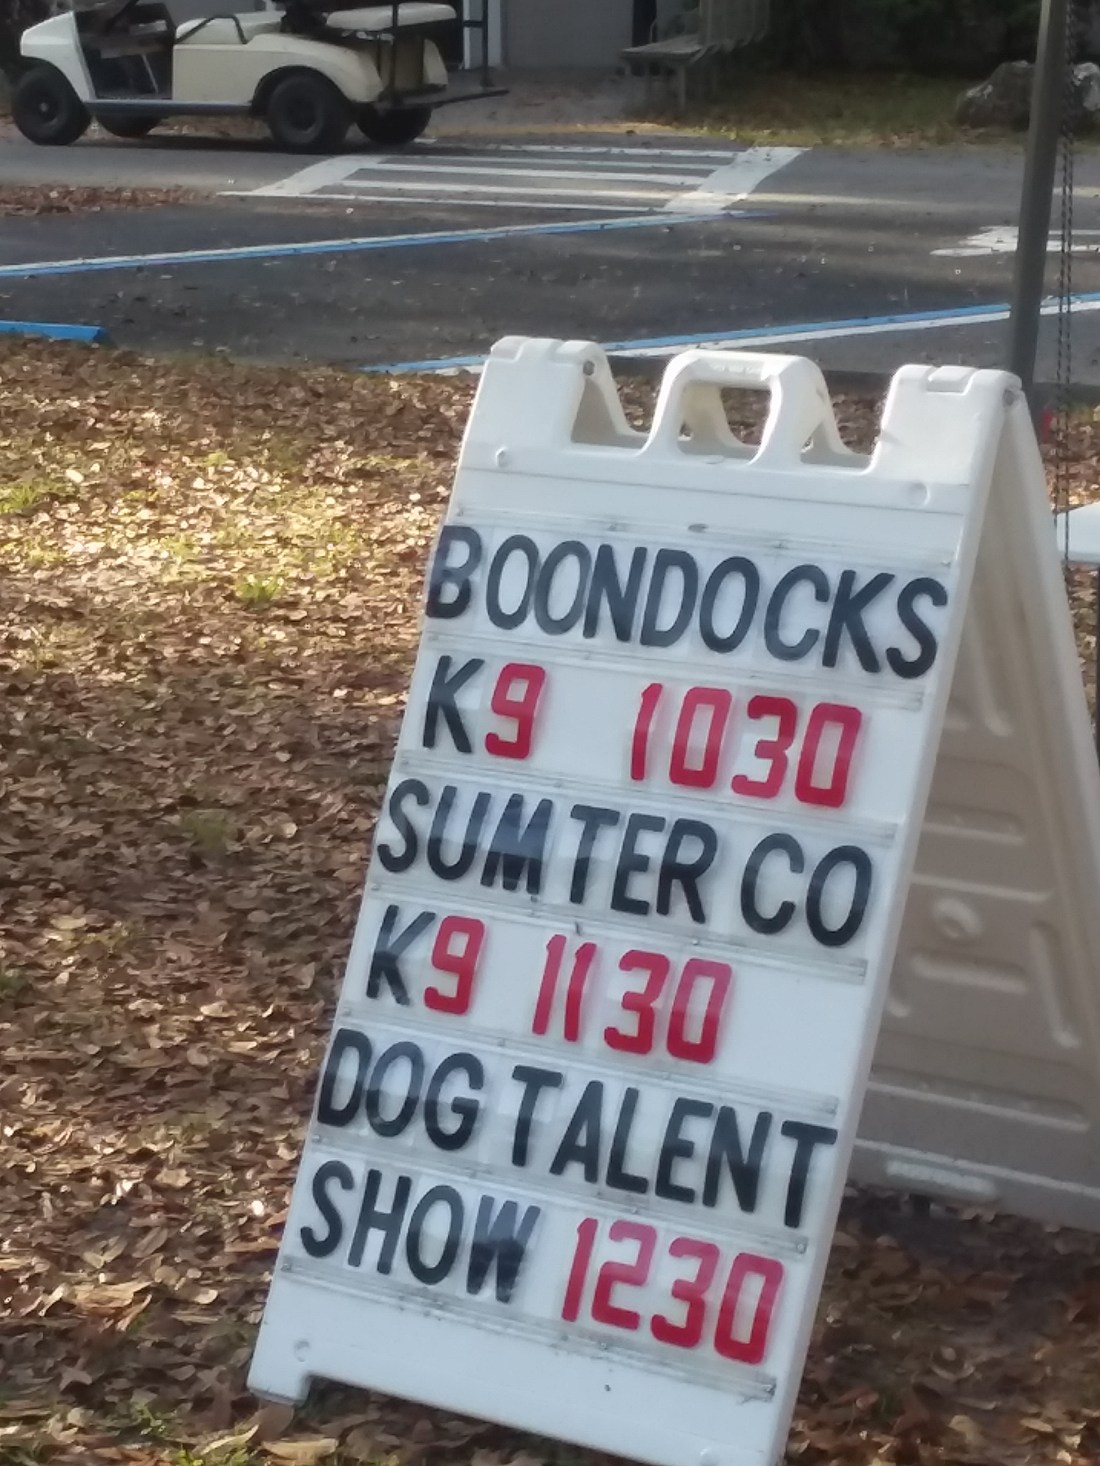 BOONDOCKS
K9 1030
SUMTER CO
K9 1130
DOG TALENT
SHOW 1230